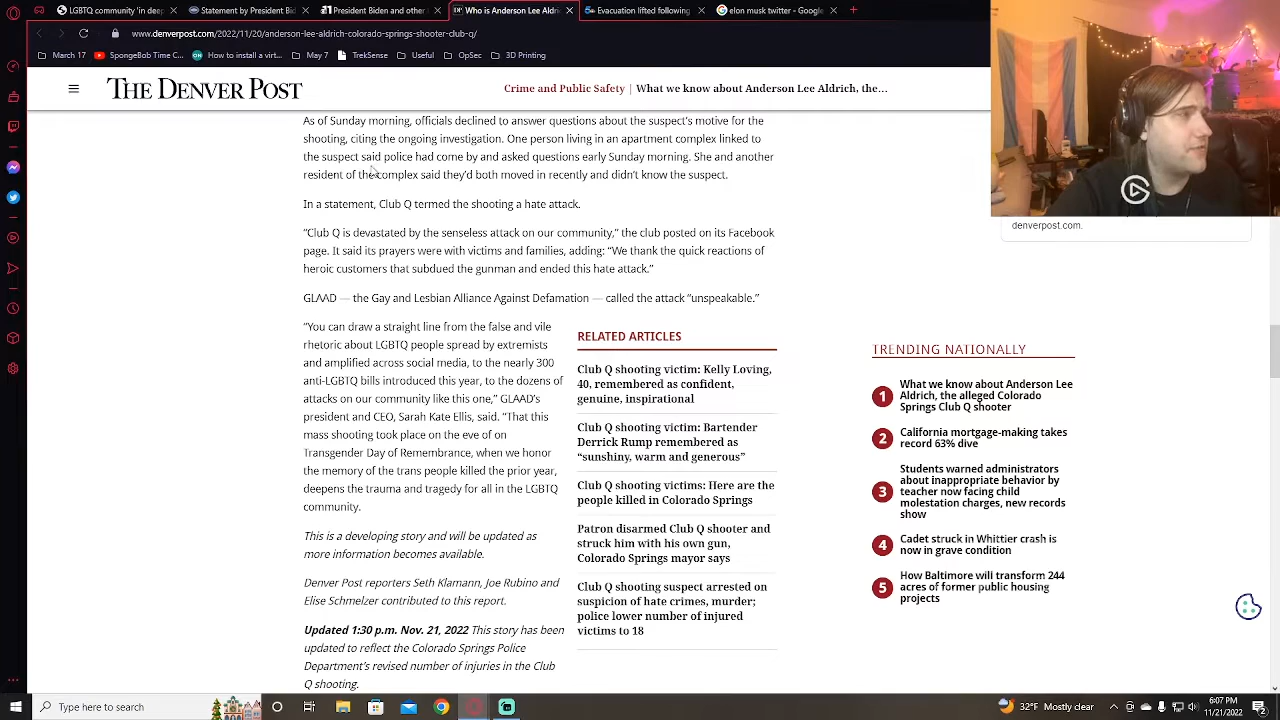 LGBTQ community 'in deep p
Statement by President Bid
President Biden and other
Who is Anderson Lee Aldri
Evacuation lifted following
elon musk twitter - Google
www.denverpost.com/2022/11/20/anderson-lee-aldrich-colorado-springs-shooter-club-q/
March 17
SpongeBob Time C...
How to install a virt...
May 7
TrekSense
Useful
3D Printing
THE DENVER POST
Crime and Public Safety | What we know about Anderson Lee Aldrich, the...
As of Sunday morning, officials declined to answer questions about the suspect's motive for the
shooting, citing the ongoing investigation. One person living in an apartment complex linked to
the suspect said police had come by and asked questions early Sunday morning. She and another
resident of the complex said they'd both moved in recently and didn't know the suspect.
In a statement, Club Q termed the shooting a hate attack.
“Club Q is devastated by the senseless attack on our community,” the club posted on its Facebook
page. It said its prayers were with victims and families, adding: “We thank the quick reactions of
heroic customers that subdued the gunman and ended this hate attack.”
GLAAD — the Gay and Lesbian Alliance Against Defamation — called the attack “unspeakable.”
“You can draw a straight line from the false and vile
rhetoric about LGBTQ people spread by extremists
and amplified across social media, to the nearly 300
anti-LGBTQ bills introduced this year, to the dozens of
attacks on our community like this one,” GLAAD's
president and CEO, Sarah Kate Ellis, said. “That this
mass shooting took place on the eve of on
Transgender Day of Remembrance, when we honor
the memory of the trans people killed the prior year,
deepens the trauma and tragedy for all in the LGBTQ
community.
This is a developing story and will be updated as
more information becomes available.
Denver Post reporters Seth Klamann, Joe Rubino and
Elise Schmelzer contributed to this report.
Updated 1:30 p.m. Nov. 21, 2022 This story has been
updated to reflect the Colorado Springs Police
Department's revised number of injuries in the Club
Q shooting.
RELATED ARTICLES
Club Q shooting victim: Kelly Loving,
40, remembered as confident,
genuine, inspirational
Club Q shooting victim: Bartender
Derrick Rump remembered as
“sunshiny, warm and generous”
Club Q shooting victims: Here are the
people killed in Colorado Springs
Patron disarmed Club Q shooter and
struck him with his own gun,
Colorado Springs mayor says
Club Q shooting suspect arrested on
suspicion of hate crimes, murder;
police lower number of injured
victims to 18
denverpost.com.
TRENDING NATIONALLY
1 What we know about Anderson Lee
Aldrich, the alleged Colorado
Springs Club Q shooter
2 California mortgage-making takes
record 63% dive
3 Students warned administrators
about inappropriate behavior by
teacher now facing child
molestation charges, new records
show
4 Cadet struck in Whittier crash is
now in grave condition
5 How Baltimore will transform 244
acres of former public housing
projects
Type here to search
32°F Mostly clear
6:07 PM
11/21/2022